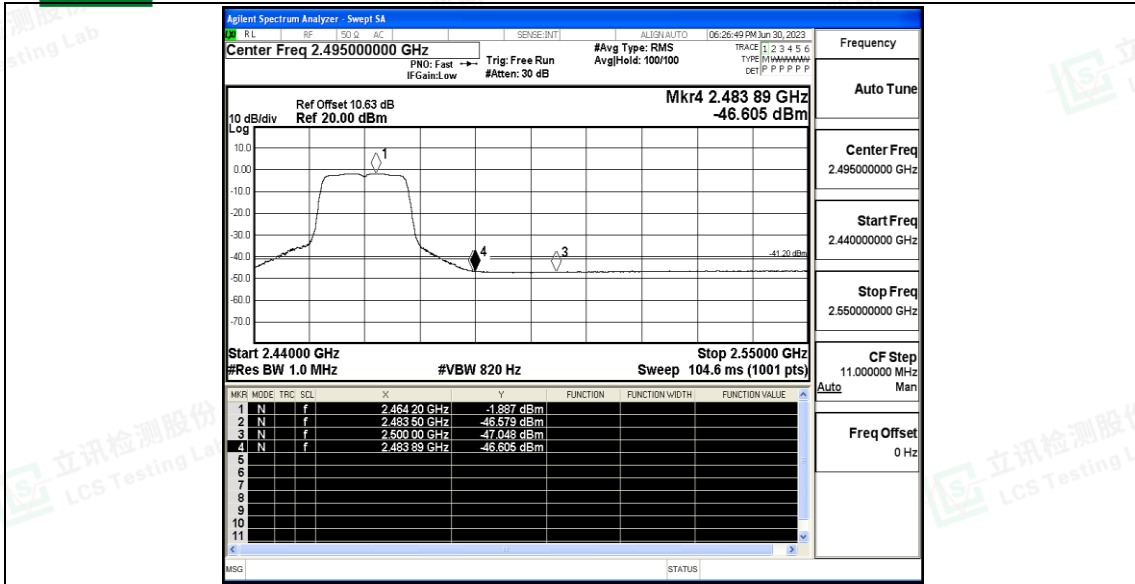 Agilent Spectrum Analyzer - Swept SA
RL RF 50 Ω AC SENSE:INT ALIGN AUTO 06:26:49 PM Jun 30, 2023
Center Freq 2.495000000 GHz
PNO: Fast
IFGain:Low
Trig: Free Run
#Atten: 30 dB
#Avg Type: RMS
Avg|Hold: 100/100
TRACE 1 2 3 4 5 6
TYPE MWWWWW
DET P P P P P P
Frequency
Auto Tune
Center Freq
2.495000000 GHz
Start Freq
2.440000000 GHz
Stop Freq
2.550000000 GHz
CF Step
11.000000 MHz
Auto Man
Freq Offset
0 Hz
Mkr4 2.483 89 GHz
-46.605 dBm
Ref Offset 10.63 dB
10 dB/div Ref 20.00 dBm
Log
10.0
0.00
-10.0
-20.0
-30.0
-40.0
-50.0
-60.0
-70.0
1
4
3
-41.20 dBm
Start 2.44000 GHz Stop 2.55000 GHz
#Res BW 1.0 MHz #VBW 820 Hz Sweep 104.6 ms (1001 pts)
MKR MODE TRC SCL X Y FUNCTION FUNCTION WIDTH FUNCTION VALUE
1 N f 2.464 20 GHz -1.887 dBm
2 N f 2.483 50 GHz -46.579 dBm
3 N f 2.500 00 GHz -47.048 dBm
4 N f 2.483 89 GHz -46.605 dBm
5
6
7
8
9
10
11
MSG STATUS
立讯检测股份
LCS Testing Lab
立讯检测股份
LCS Testing L